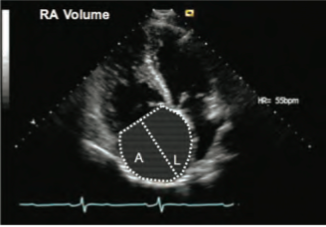 RA Volume
HR= 55bpm
A
L